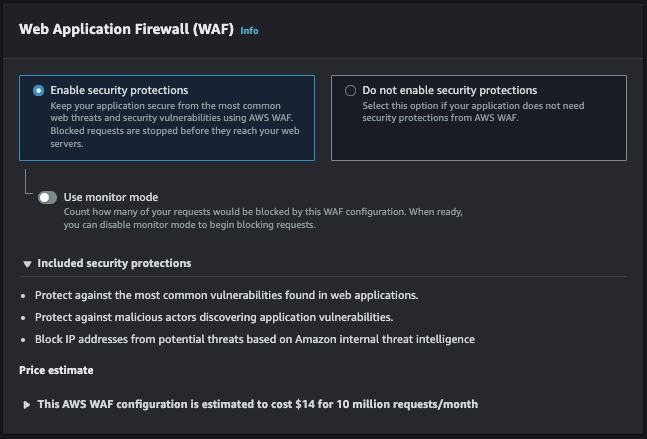 Web Application Firewall (WAF) Info
Enable security protections
Keep your application secure from the most common
web threats and security vulnerabilities using AWS WAF.
Blocked requests are stopped before they reach your web
servers.
Do not enable security protections
Select this option if your application does not need
security protections from AWS WAF.
Use monitor mode
Count how many of your requests would be blocked by this WAF configuration. When ready,
you can disable monitor mode to begin blocking requests.
Included security protections
• Protect against the most common vulnerabilities found in web applications.
• Protect against malicious actors discovering application vulnerabilities.
• Block IP addresses from potential threats based on Amazon internal threat intelligence
Price estimate
This AWS WAF configuration is estimated to cost $14 for 10 million requests/month